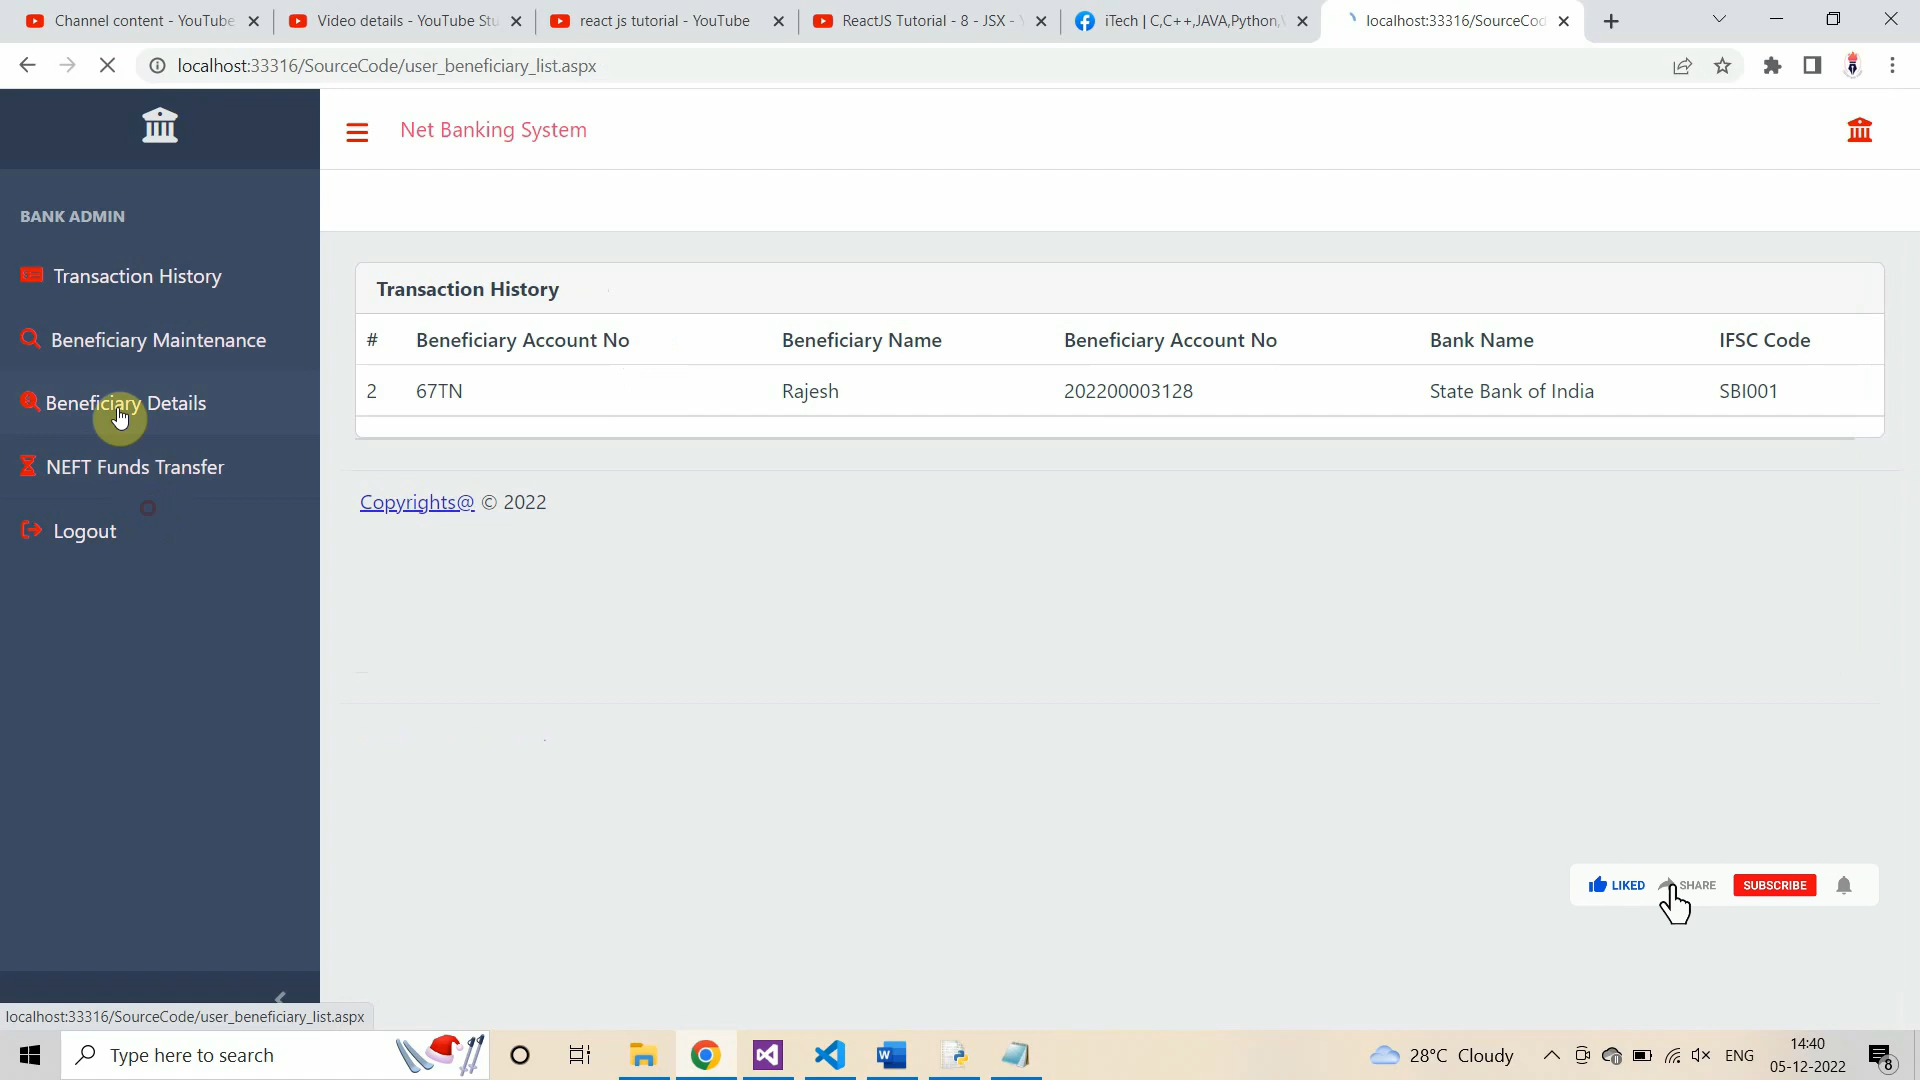 Channel content - YouTube
Video details - YouTube Stu
react js tutorial - YouTube
ReactJS Tutorial - 8 - JSX - Y
iTech | C,C++,JAVA,Python,
localhost:33316/SourceCod
localhost:33316/SourceCode/user_beneficiary_list.aspx
Net Banking System
BANK ADMIN
Transaction History
Beneficiary Maintenance
Beneficiary Details
NEFT Funds Transfer
Logout
Transaction History
# Beneficiary Account No Beneficiary Name Beneficiary Account No Bank Name IFSC Code
2 67TN Rajesh 202200003128 State Bank of India SBI001
Copyrights@ © 2022
LIKED SHARE SUBSCRIBE
localhost:33316/SourceCode/user_beneficiary_list.aspx
Type here to search
28°C Cloudy
ENG
14:40
05-12-2022
8